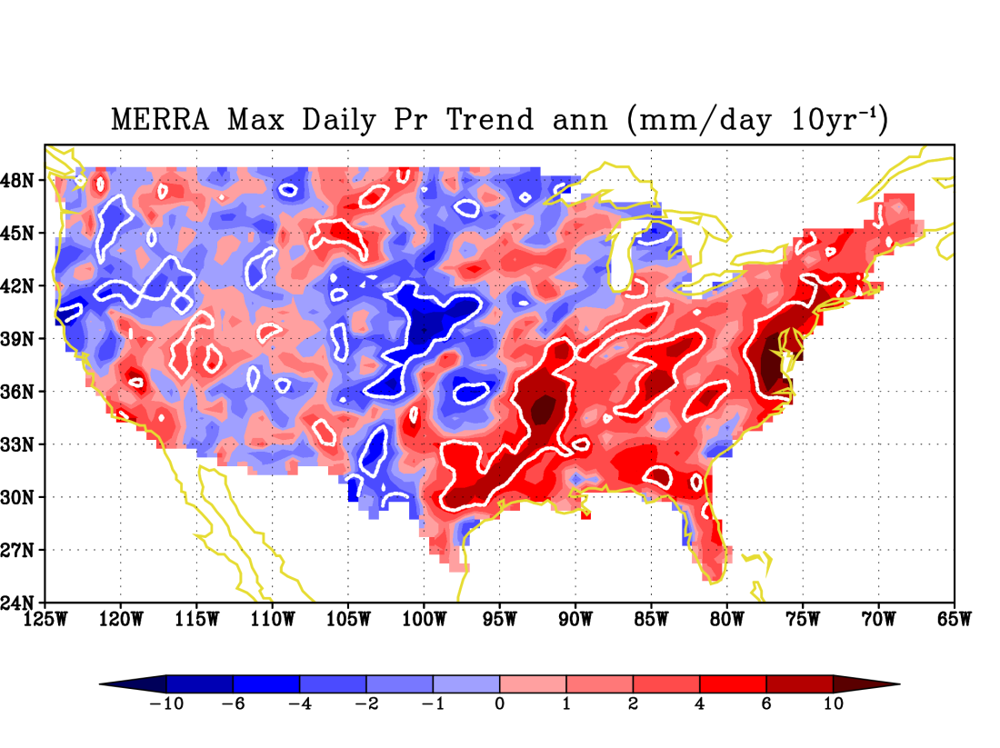 MERRA Max Daily Pr Trend ann (mm/day 10yr⁻¹)
48N
45N
42N
39N
36N
33N
30N
27N
24N
125W 120W 115W 110W 105W 100W 95W 90W 85W 80W 75W 70W 65W
−10 −6 −4 −2 −1 0 1 2 4 6 10